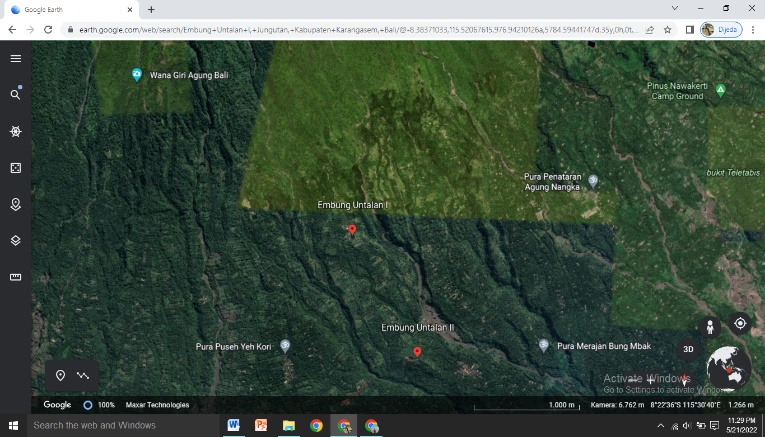 Google Earth
earth.google.com/web/search/Embung+Untalan+I,+Jungutan,+Kabupaten+Karangasem,+Bali/@-8.38371033,115.52067615,976.94210126a,5784.59441747d,35y,0h,0t,...
Dijeda
Wana Giri Agung Bali
Pinus Nawakerti
Camp Ground
bukit Teletabis
Pura Penataran
Agung Nangka
Embung Untalan I
Embung Untalan II
Pura Puseh Yeh Kori
Pura Merajan Bung Mbak
3D
Activate Windows
Go to Settings to activate Windows.
Google
100%
Maxar Technologies
1.000 m
Kamera: 6.762 m
8°22'36"S 115°30'40"E
1.266 m
Search the web and Windows
11:29 PM
5/21/2022